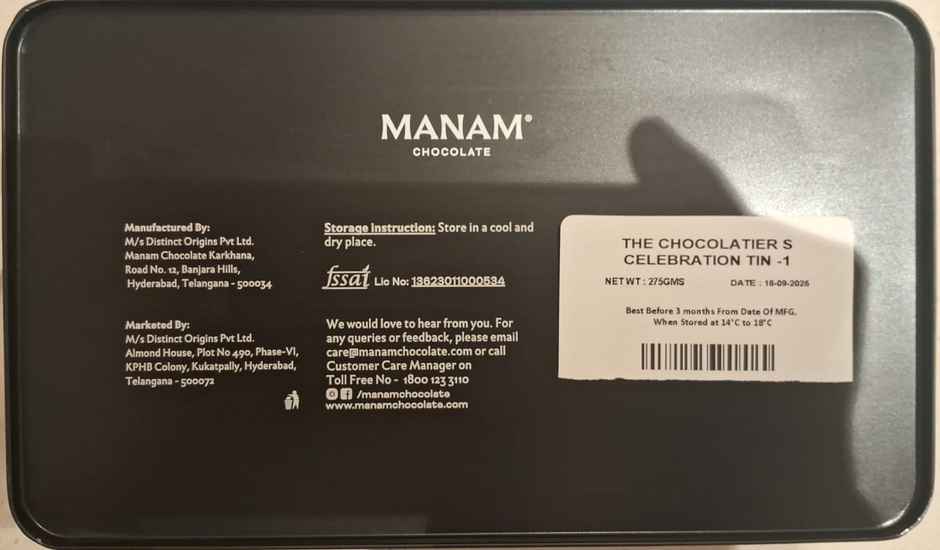 MANAM
CHOCOLATE
Manufactured By:
M/s Distinct Origins Pvt Ltd.
Manam Chocolate Karkhana,
Road No. 12, Banjara Hills,
Hyderabad, Telangana - 500034
Marketed By:
M/s Distinct Origins Pvt Ltd.
Almond House, Plot No 490, Phase-VI,
KPHB Colony, Kukatpally, Hyderabad,
Telangana - 500072
Storage Instruction: Store in a cool and
dry place.
fssai Lic No: 13623011000534
We would love to hear from you. For
any queries or feedback, please email
care@manamchocolate.com or call
Customer Care Manager on
Toll Free No - 1800 123 3110
/manamchocolate
www.manamchocolate.com
THE CHOCOLATIER S
CELEBRATION TIN -1
NET WT : 275GMS DATE :
Best Before 3 months From Date Of MFG.
When Stored at 14°C to 18°C